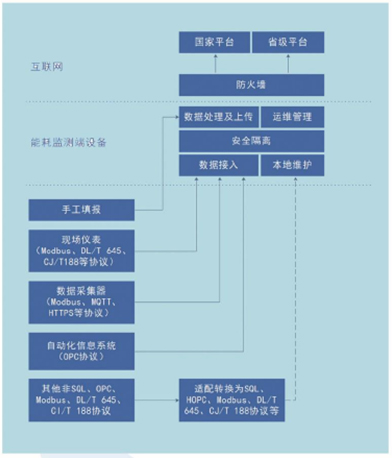 国家平台
省级平台
互联网
防火墙
数据处理及上传
运维管理
能耗监测端设备
安全隔离
数据接入
本地维护
手工填报
现场仪表
（Modbus、DL/T 645、
CJ/T188等协议）
数据采集器
（Modbus、MQTT、
HTTPS等协议）
自动化信息系统
（OPC协议）
其他非SQL、OPC、
Modbus、DL/T 645、
CI/T 188协议
适配转换为SQL、
HOPC、Modbus、DL/T
645、CJ/T 188协议等